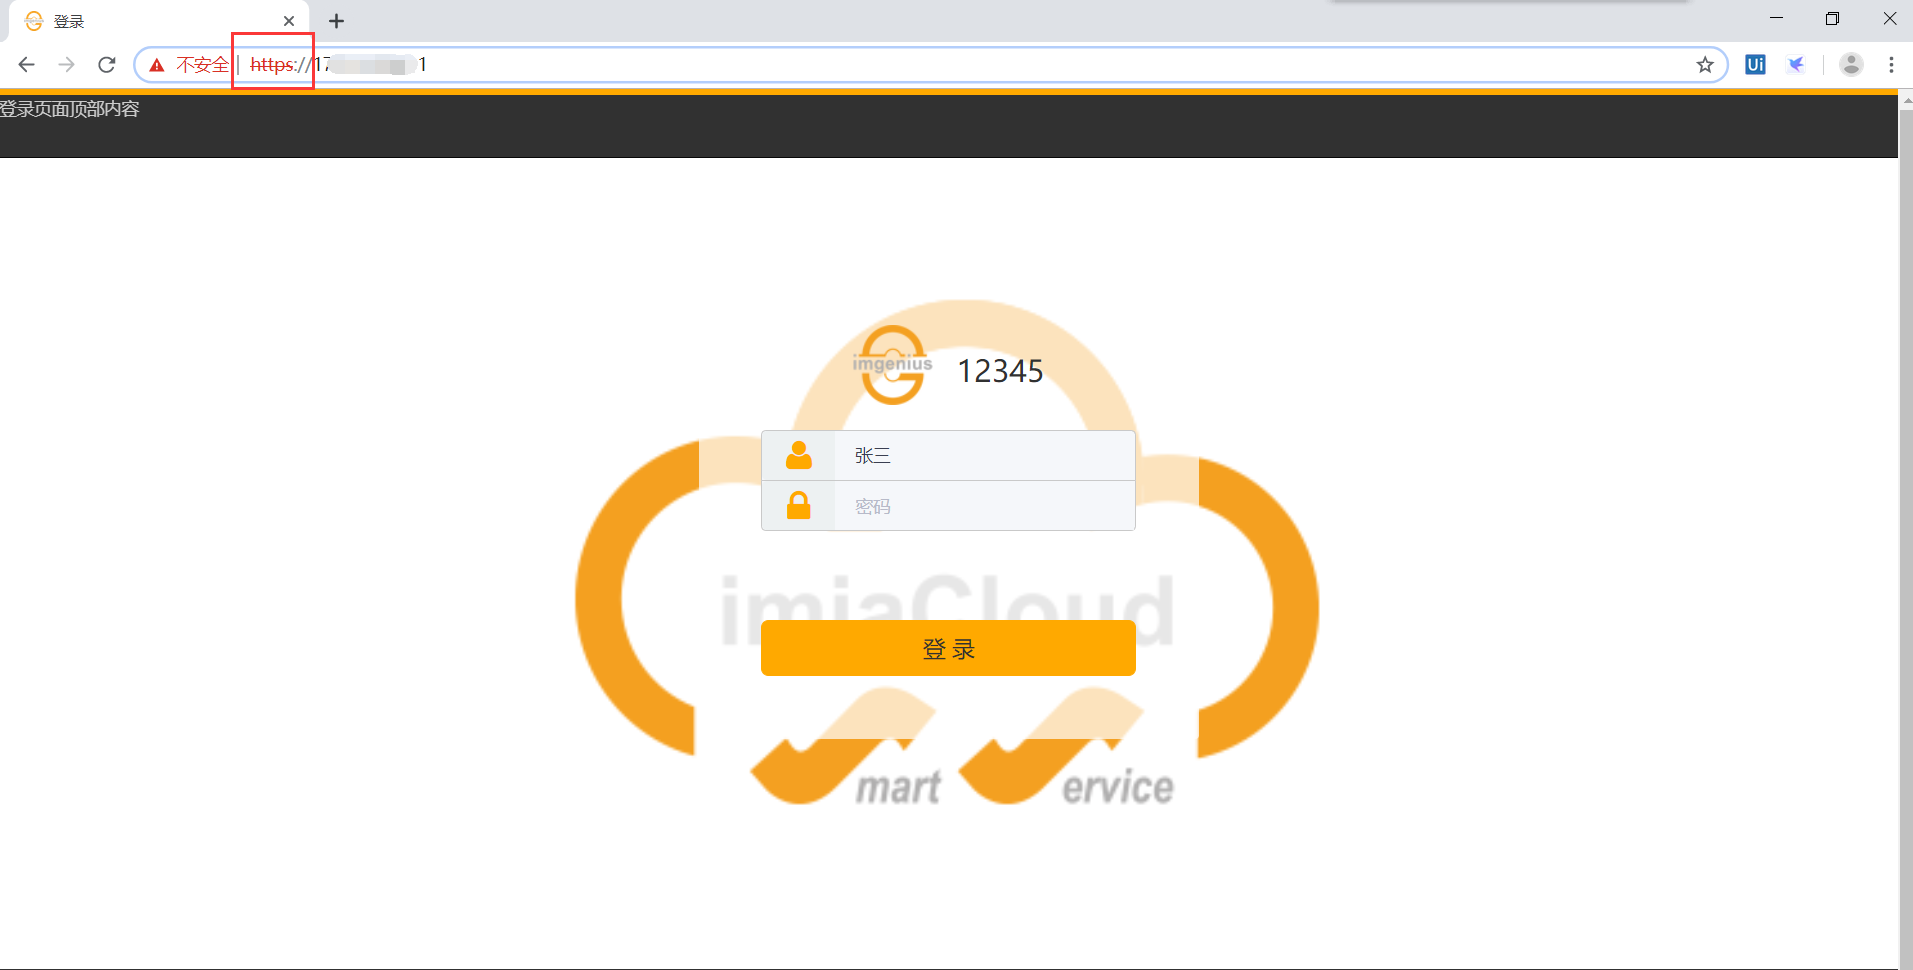 登录
不安全 | https://17 1
Ui
登录页面顶部内容
imgenius
12345
张三
密码
imiaCloud
登 录
mart ervice